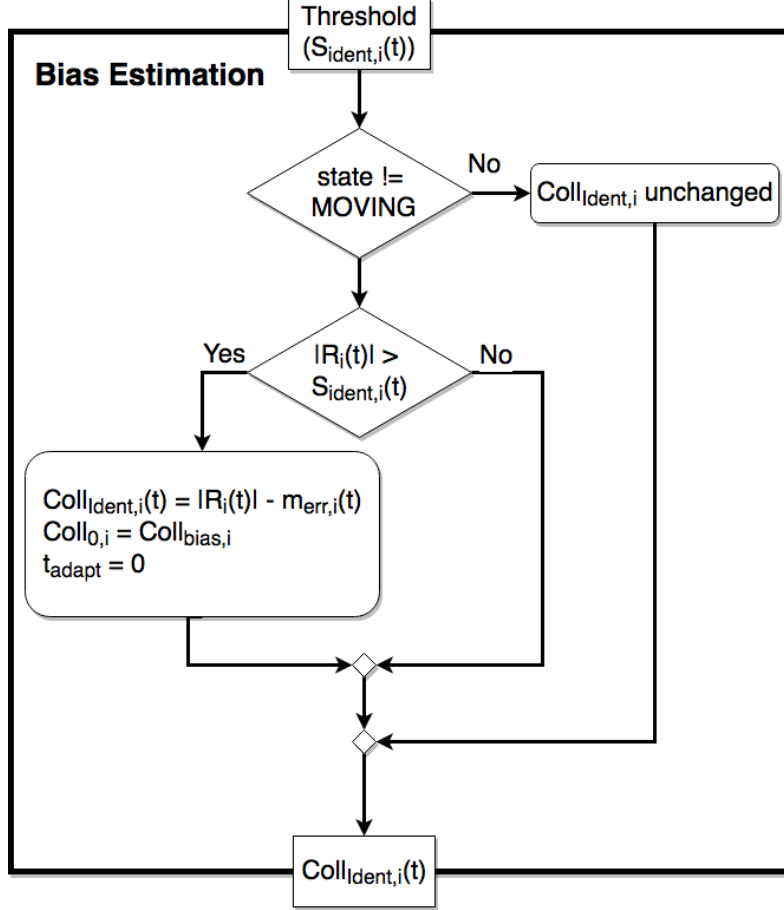 Threshold
(S_ident,i(t))
Bias Estimation
state !=
MOVING
No
Coll_Ident,i unchanged
Yes
|R_i(t)| >
S_ident,i(t)
No
Coll_Ident,i(t) = |R_i(t)| - m_err,i(t)
Coll_0,i = Coll_bias,i
t_adapt = 0
Coll_Ident,i(t)